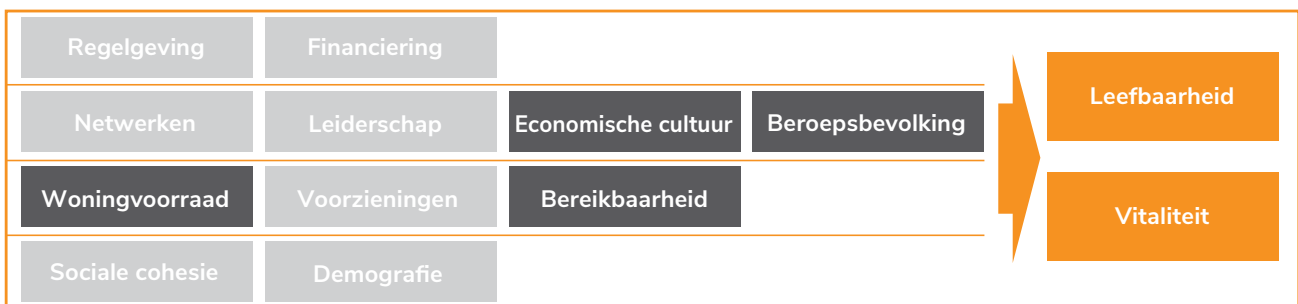 Regelgeving
Financiering
Netwerken
Leiderschap
Economische cultuur
Beroepsbevolking
Woningvoorraad
Voorzieningen
Bereikbaarheid
Sociale cohesie
Demografie
Leefbaarheid
Vitaliteit